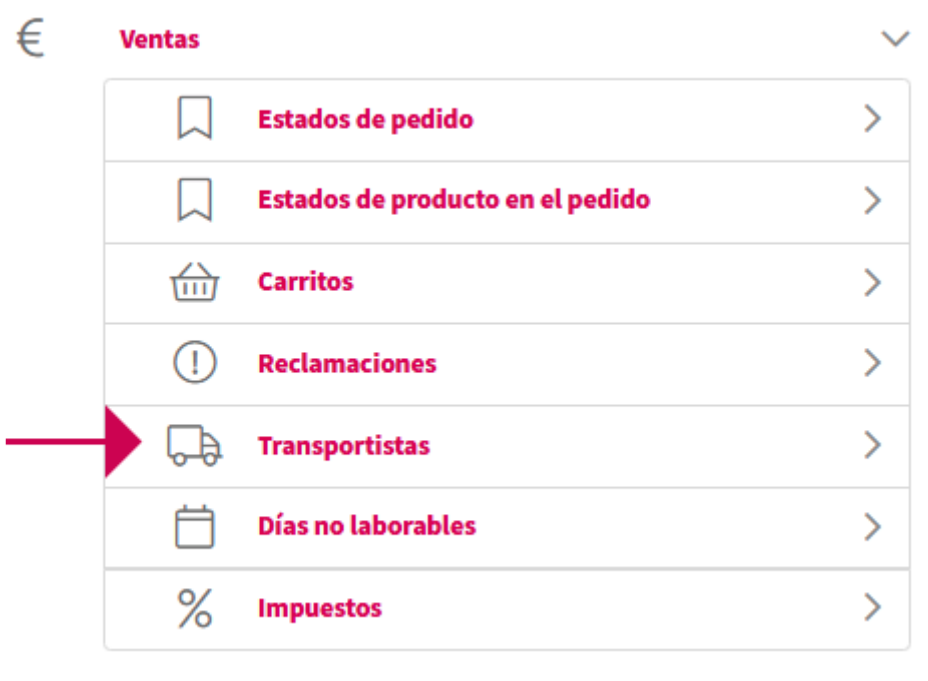 € Ventas
Estados de pedido
Estados de producto en el pedido
Carritos
Reclamaciones
Transportistas
Días no laborables
% Impuestos